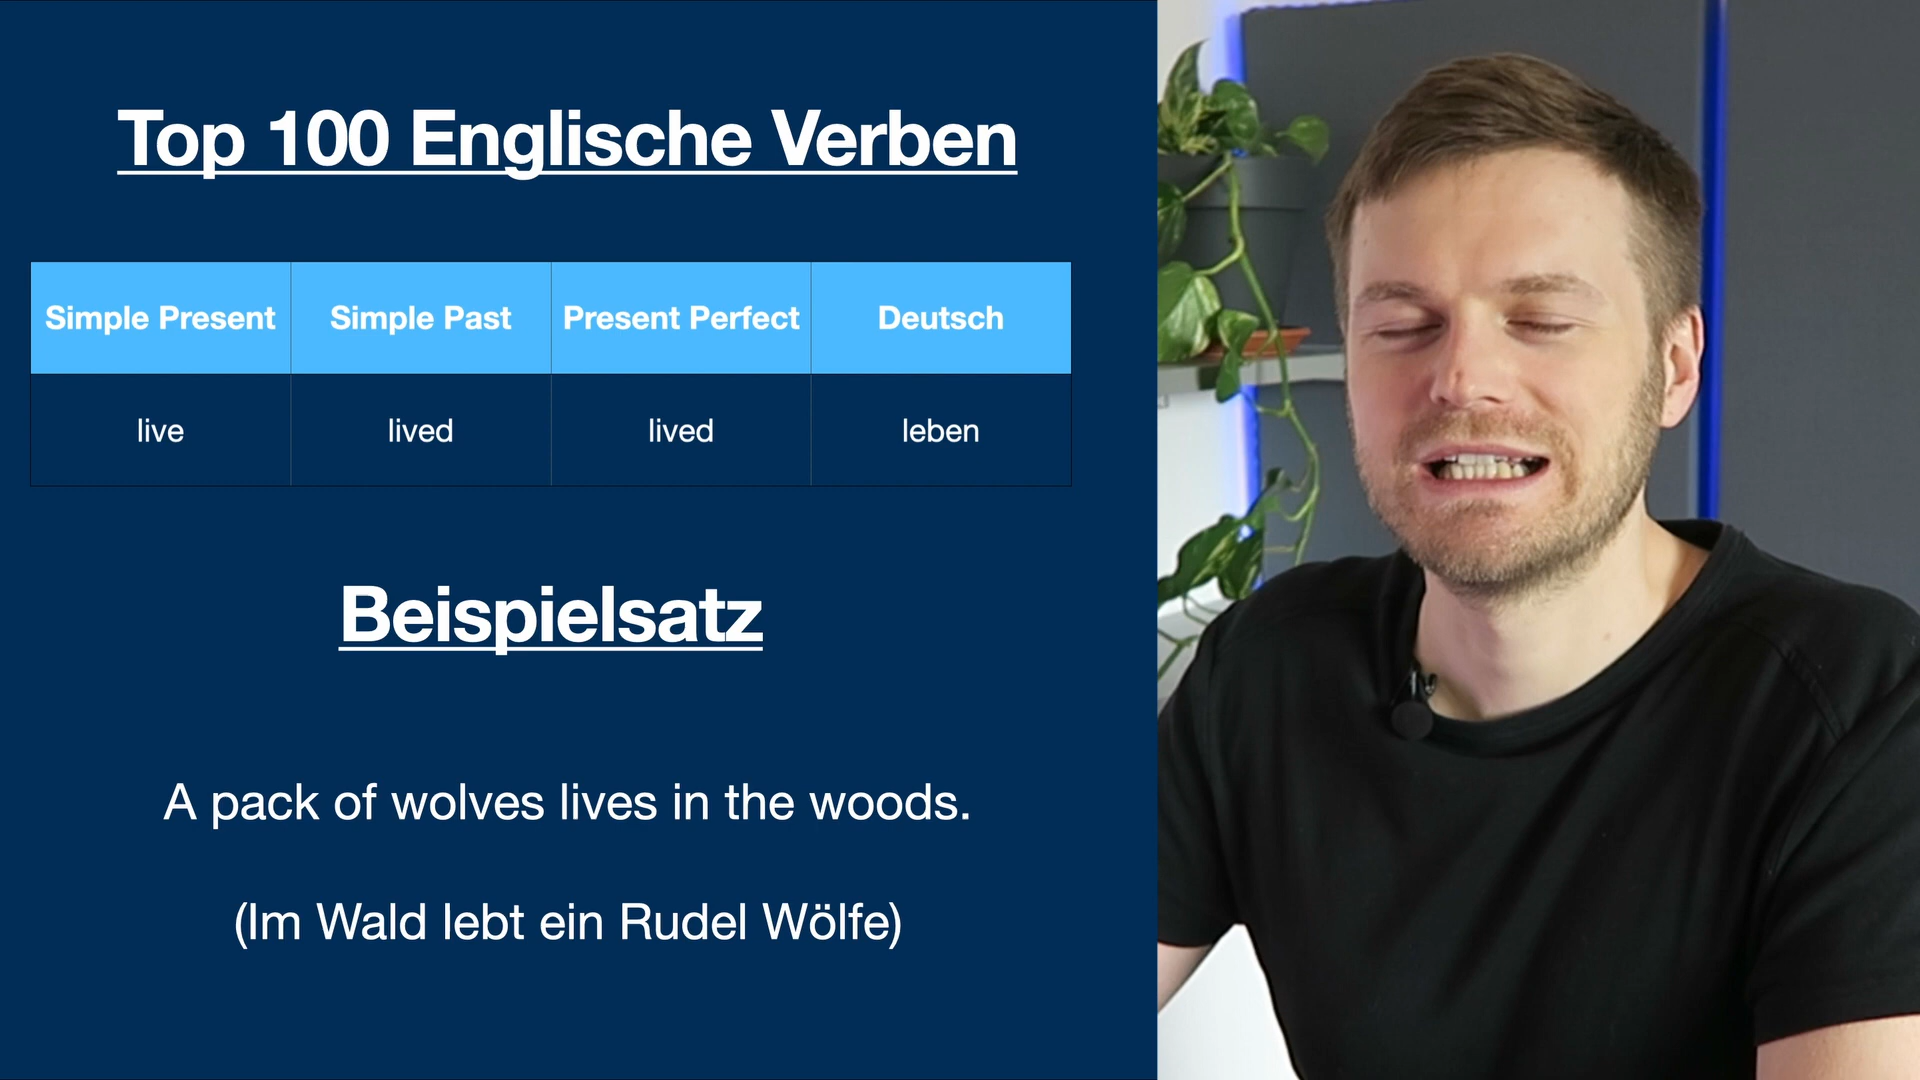 Top 100 Englische Verben
Simple Present Simple Past Present Perfect Deutsch
live lived lived leben
Beispielsatz
A pack of wolves lives in the woods.
(Im Wald lebt ein Rudel Wölfe)